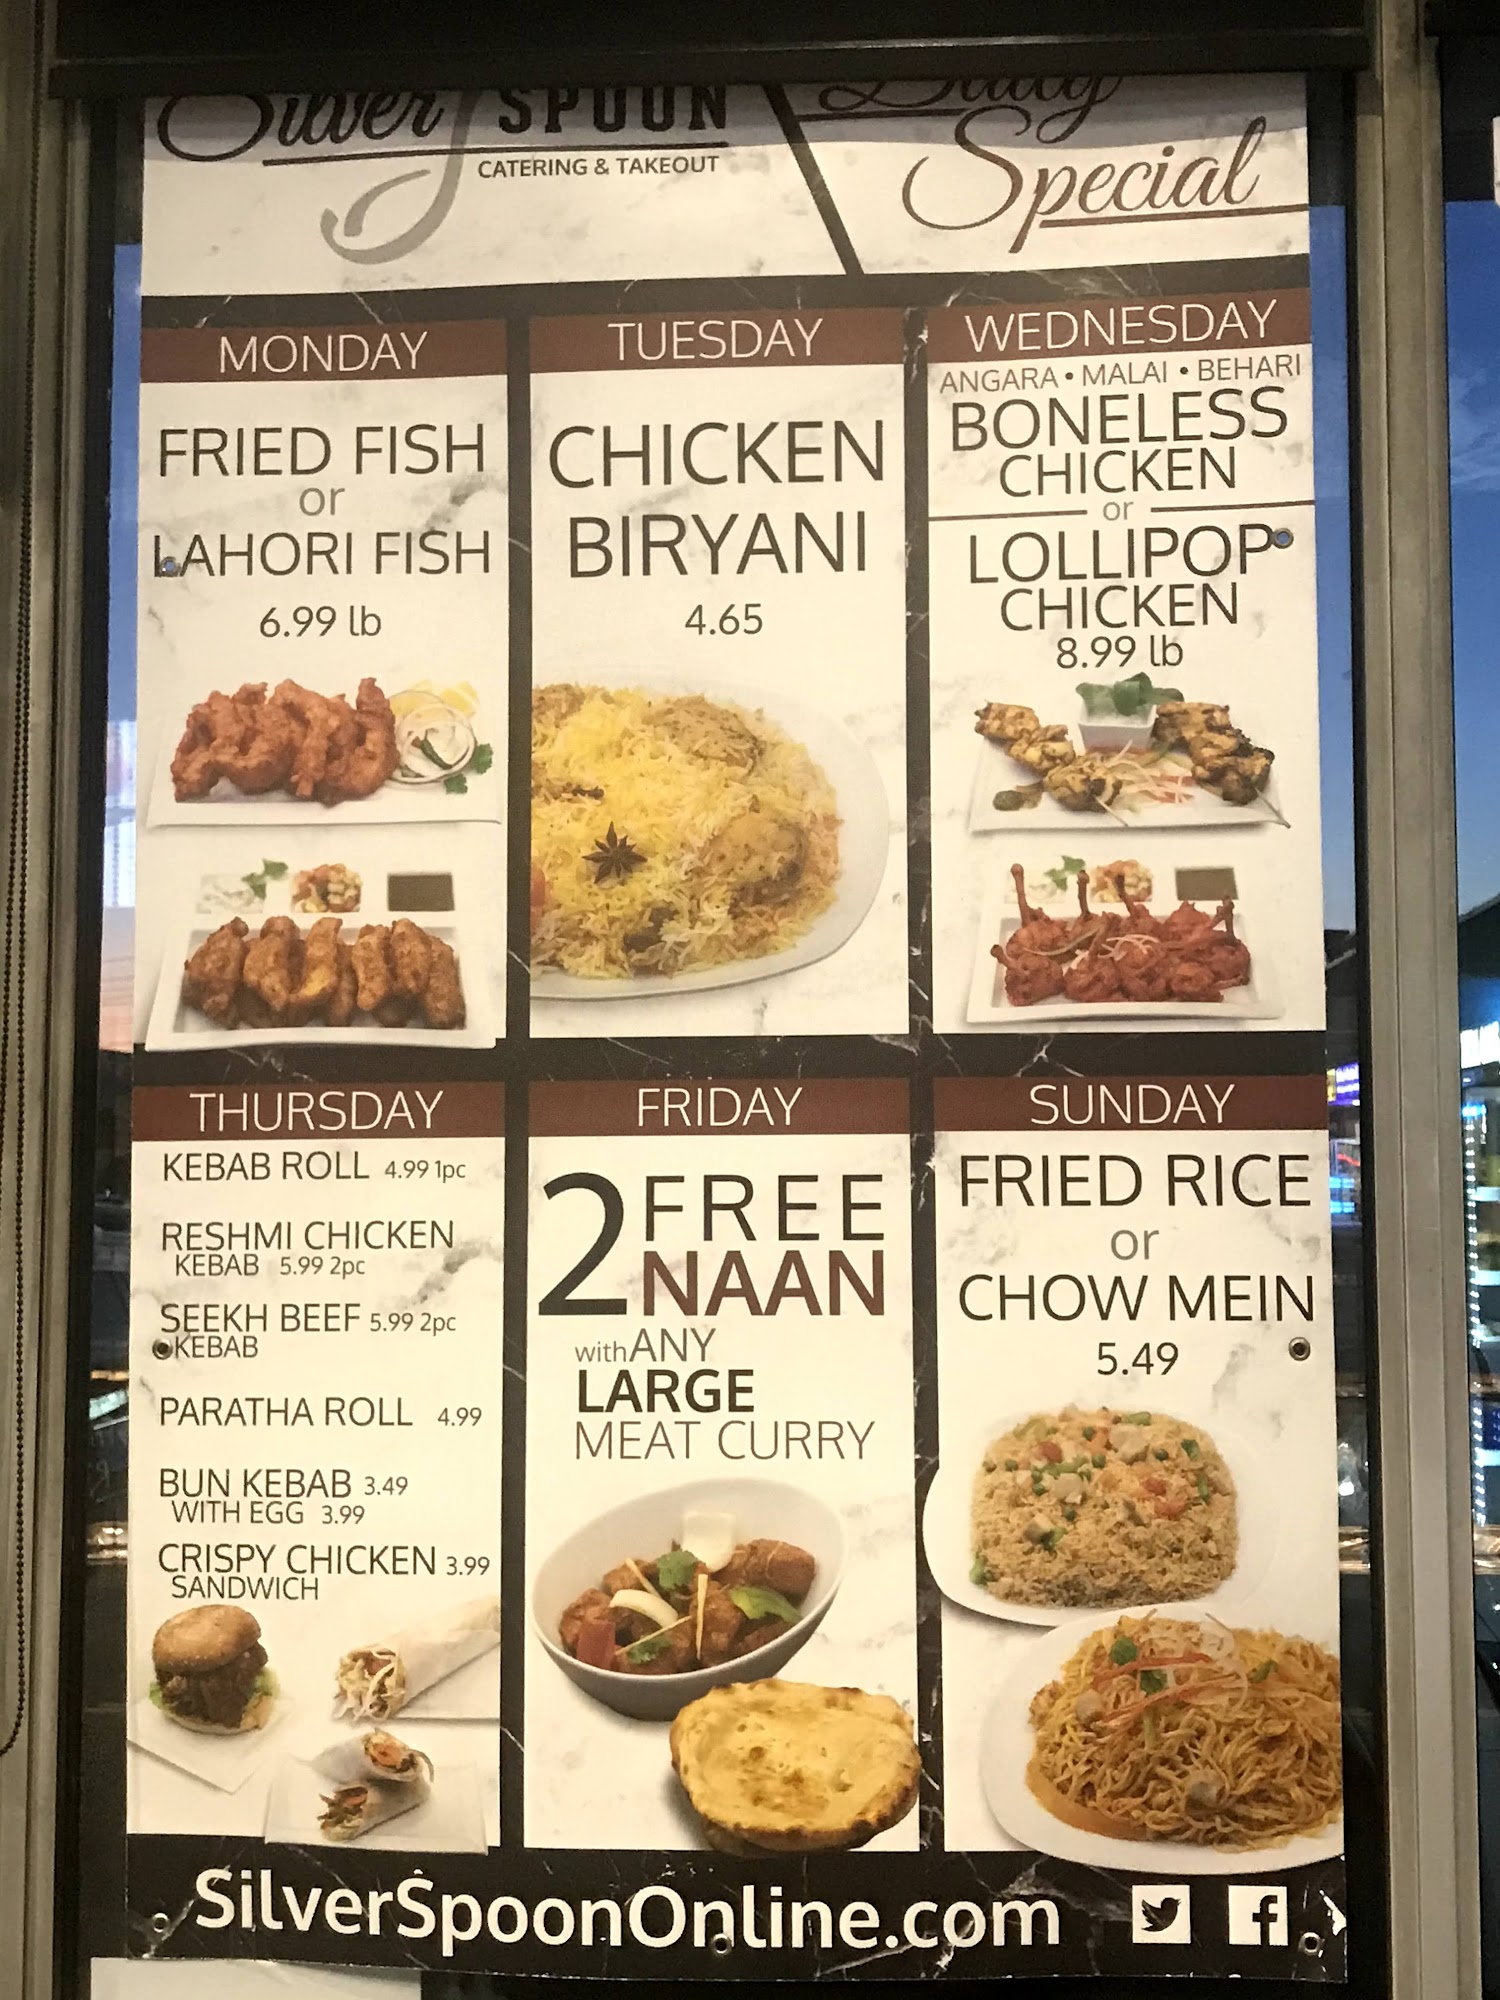 Silver SPOON
CATERING & TAKEOUT
Daily
Special
MONDAY
FRIED FISH
or
LAHORI FISH
6.99 lb
TUESDAY
CHICKEN
BIRYANI
4.65
WEDNESDAY
ANGARA • MALAI • BEHARI
BONELESS
CHICKEN
or
LOLLIPOP
CHICKEN
8.99 lb
THURSDAY
KEBAB ROLL 4.99 1pc
RESHMI CHICKEN
KEBAB 5.99 2pc
SEEKH BEEF 5.99 2pc
KEBAB
PARATHA ROLL 4.99
BUN KEBAB 3.49
WITH EGG 3.99
CRISPY CHICKEN 3.99
SANDWICH
FRIDAY
2 FREE
NAAN
with ANY
LARGE
MEAT CURRY
SUNDAY
FRIED RICE
or
CHOW MEIN
5.49
SilverSpoonOnline.com